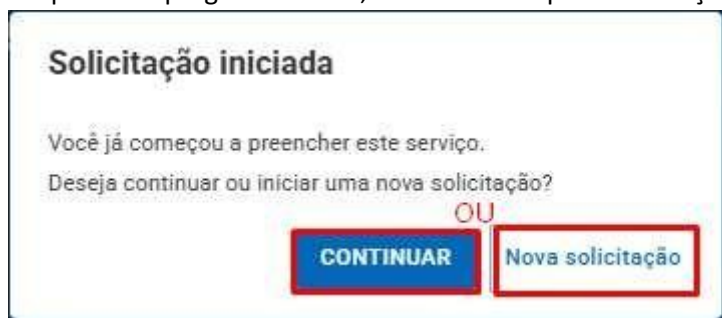 Solicitação iniciada
Você já começou a preencher este serviço.
Deseja continuar ou iniciar uma nova solicitação?
OU
CONTINUAR
Nova solicitação